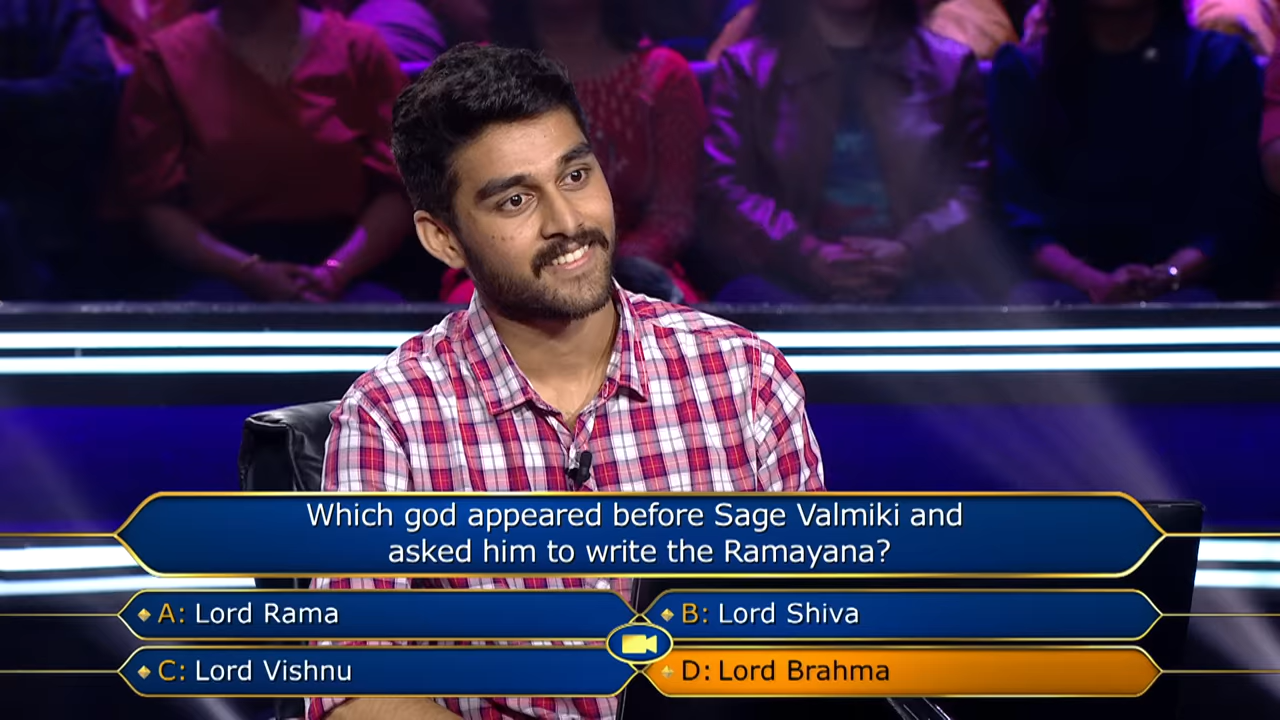 Which god appeared before Sage Valmiki and
asked him to write the Ramayana?
A: Lord Rama
B: Lord Shiva
C: Lord Vishnu
D: Lord Brahma